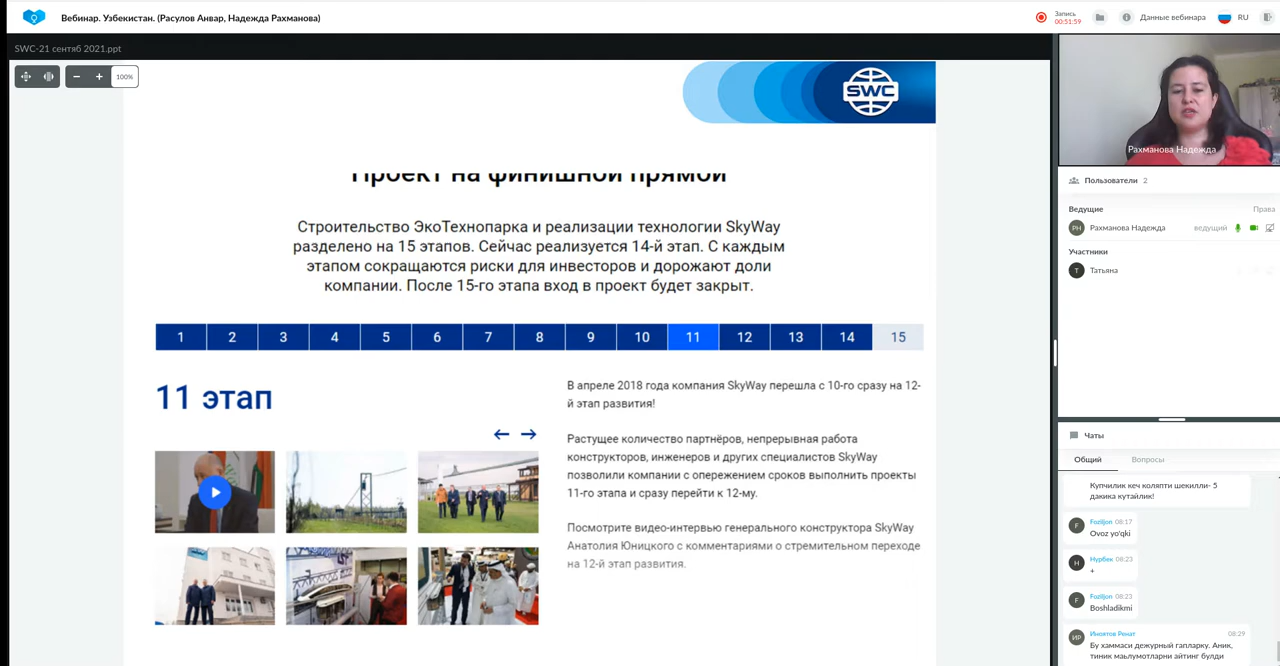 Вебинар. Узбекистан. (Расулов Анвар, Надежда Рахманова)
Запись
00:51:59
Данные вебинара
RU
SWC-21 сентяб 2021.ppt
100%
SWC
Проект на финишной прямой
Строительство ЭкоТехнопарка и реализации технологии SkyWay
разделено на 15 этапов. Сейчас реализуется 14-й этап. С каждым
этапом сокращаются риски для инвесторов и дорожают доли
компании. После 15-го этапа вход в проект будет закрыт.
1 2 3 4 5 6 7 8 9 10 11 12 13 14 15
11 этап
В апреле 2018 года компания SkyWay перешла с 10-го сразу на 12-
й этап развития!
Растущее количество партнёров, непрерывная работа
конструкторов, инженеров и других специалистов SkyWay
позволили компании с опережением сроков выполнить проекты
11-го этапа и сразу перейти к 12-му.
Посмотрите видео-интервью генерального конструктора SkyWay
Анатолия Юницкого с комментариями о стремительном переходе
на 12-й этап развития.
Рахманова Надежда
Пользователи 2
Ведущие
Права
РН
Рахманова Надежда
ведущий
Участники
Т
Татьяна
Чаты
Общий
Вопросы
Купчилик кеч коляпти шекилли- 5
дакика кутайлик!
F
Foziljon 08:17
Ovoz yo'qki
Н
Нурбек 08:23
+
F
Foziljon 08:23
Boshladikmi
ИР
Иноятов Ренат 08:29
Бу хаммаси дежурный гапларку. Аник,
тиник маьлумотларни айтинг булди